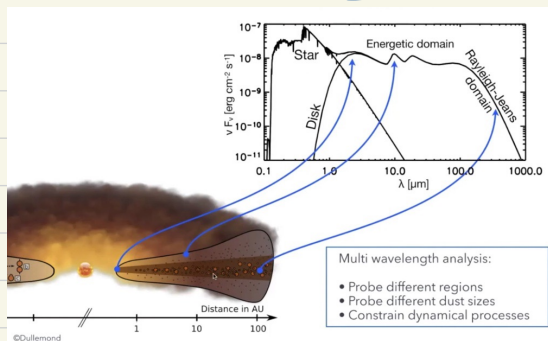 10⁻⁷
10⁻⁸
10⁻⁹
10⁻¹⁰
10⁻¹¹
ν Fᵥ [erg cm⁻² s⁻¹]
Star
Disk
Energetic domain
Rayleigh-Jeans
domain
0.1 1.0 10.0 100.0 1000.0
λ [μm]
Multi wavelength analysis:
• Probe different regions
• Probe different dust sizes
• Constrain dynamical processes
Distance in AU
1 10 100
©Dullemond